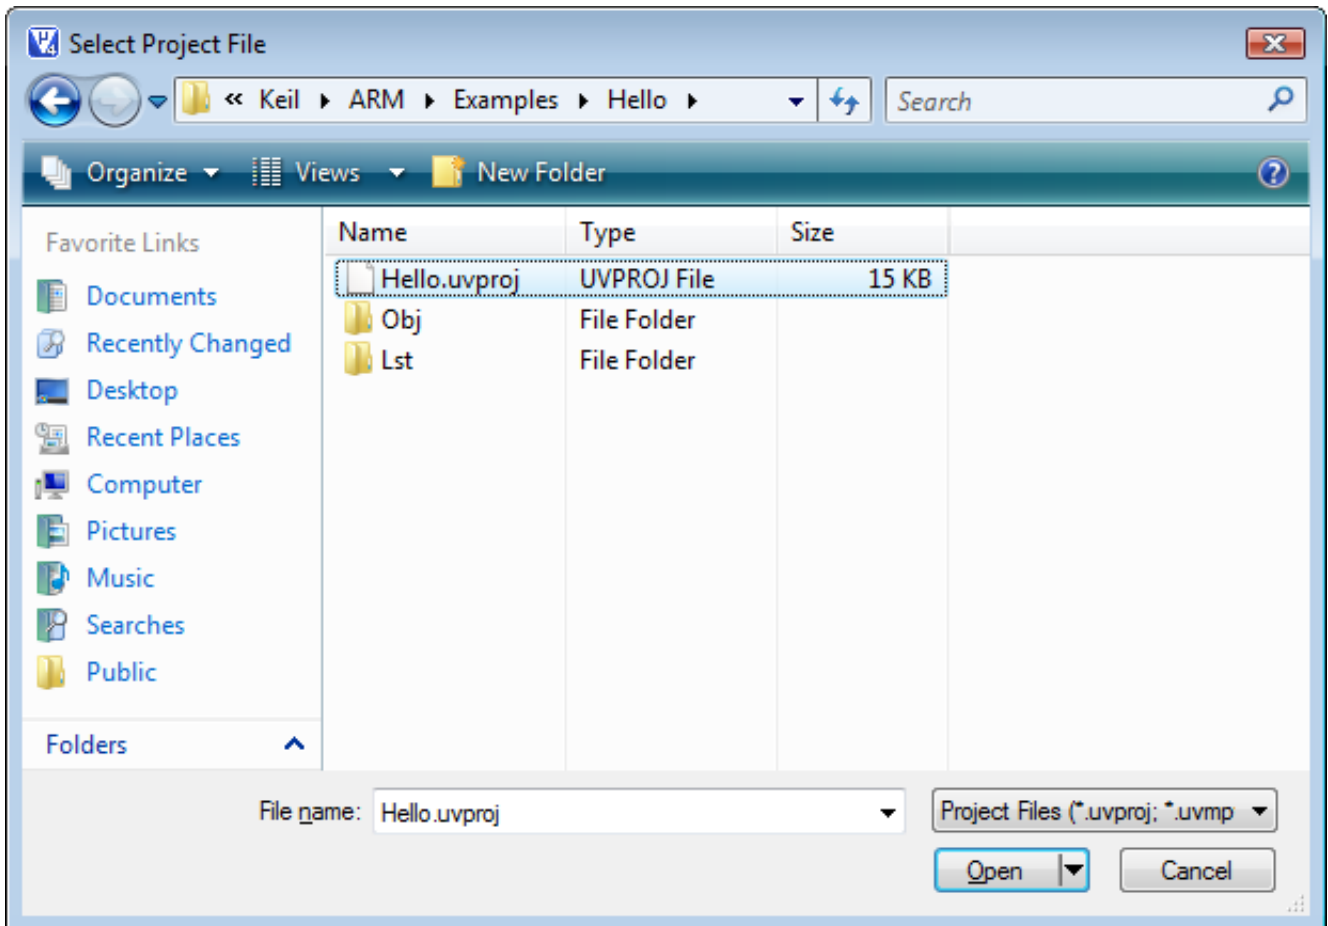 Select Project File
« Keil ▸ ARM ▸ Examples ▸ Hello ▸ Search
Organize Views New Folder
Favorite Links
Documents
Recently Changed
Desktop
Recent Places
Computer
Pictures
Music
Searches
Public
Folders
Name Type Size
Hello.uvproj UVPROJ File 15 KB
Obj File Folder
Lst File Folder
File name: Hello.uvproj Project Files (*.uvproj; *.uvmp
Open Cancel